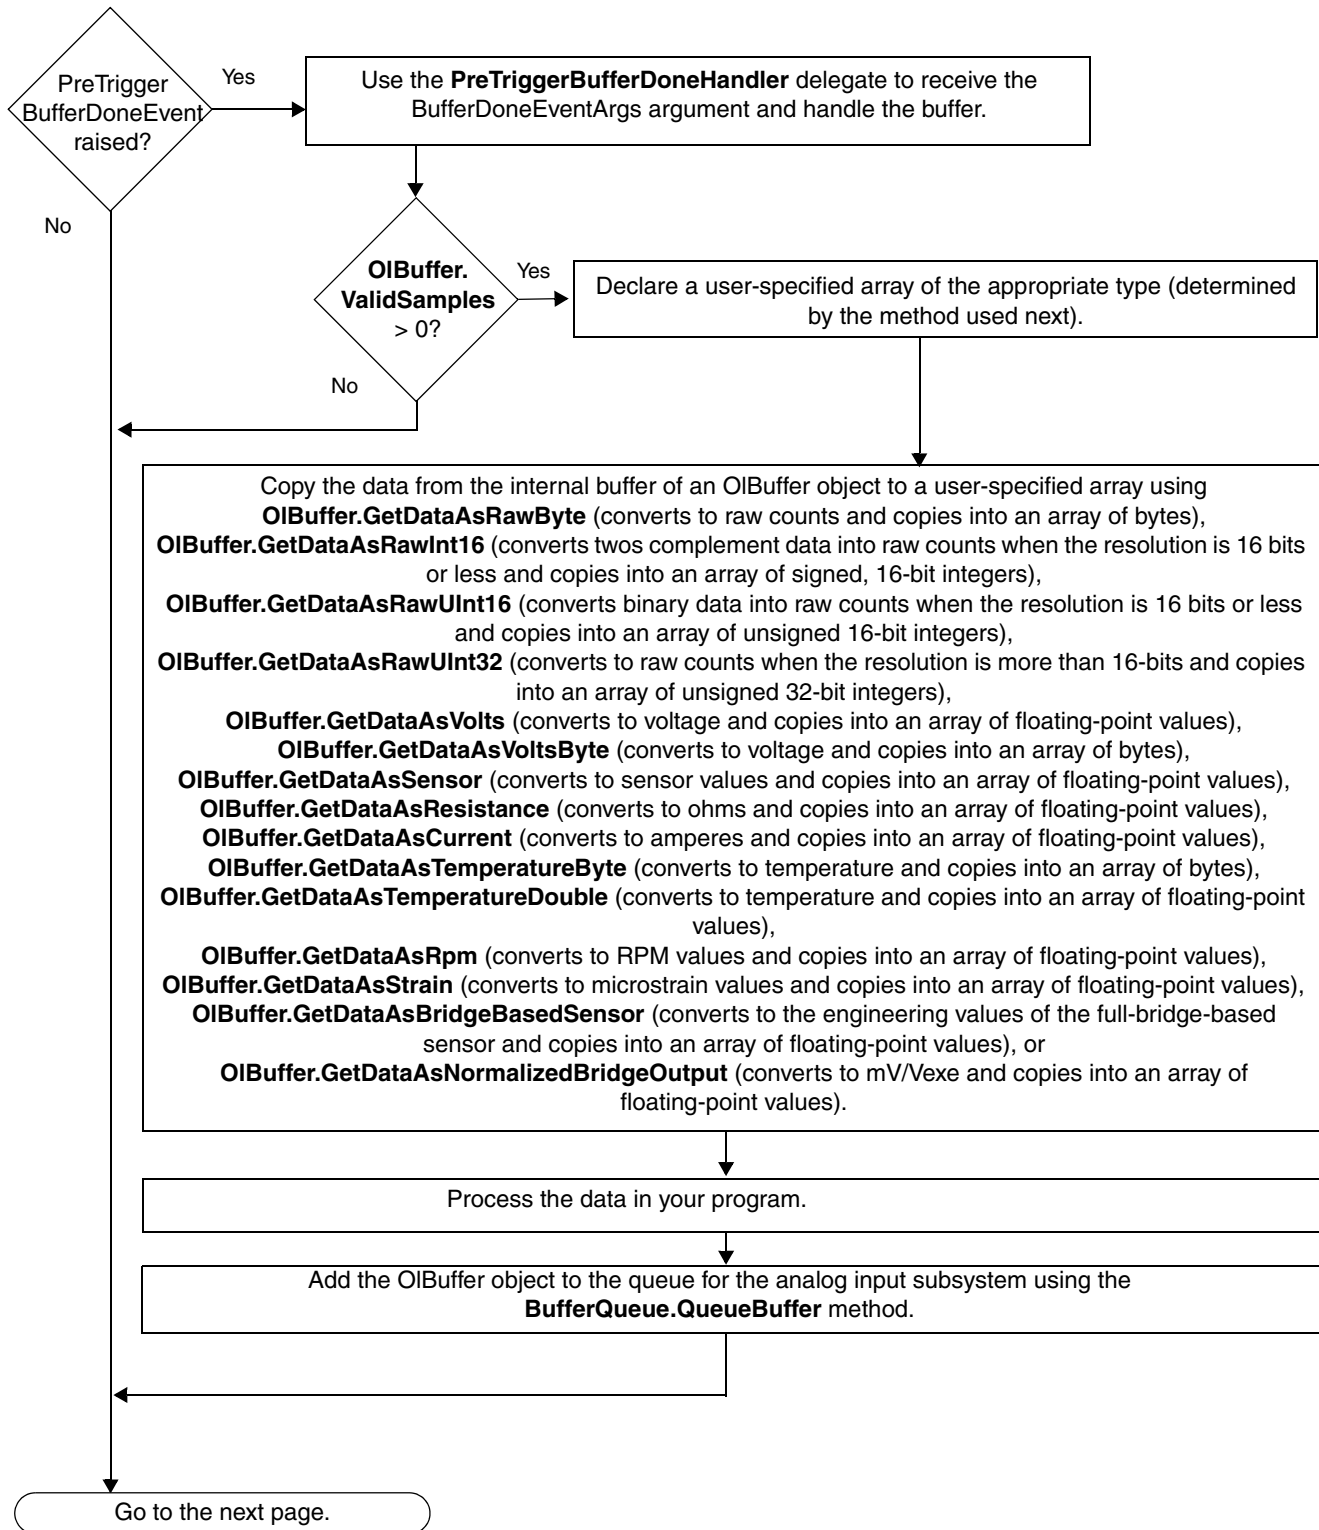 PreTrigger
BufferDoneEvent
raised?
Yes
Use the PreTriggerBufferDoneHandler delegate to receive the
BufferDoneEventArgs argument and handle the buffer.
No
OlBuffer.
ValidSamples
> 0?
Yes
Declare a user-specified array of the appropriate type (determined
by the method used next).
No
Copy the data from the internal buffer of an OlBuffer object to a user-specified array using
OlBuffer.GetDataAsRawByte (converts to raw counts and copies into an array of bytes),
OlBuffer.GetDataAsRawInt16 (converts twos complement data into raw counts when the resolution is 16 bits
or less and copies into an array of signed, 16-bit integers),
OlBuffer.GetDataAsRawUInt16 (converts binary data into raw counts when the resolution is 16 bits or less
and copies into an array of unsigned 16-bit integers),
OlBuffer.GetDataAsRawUInt32 (converts to raw counts when the resolution is more than 16-bits and copies
into an array of unsigned 32-bit integers),
OlBuffer.GetDataAsVolts (converts to voltage and copies into an array of floating-point values),
OlBuffer.GetDataAsVoltsByte (converts to voltage and copies into an array of bytes),
OlBuffer.GetDataAsSensor (converts to sensor values and copies into an array of floating-point values),
OlBuffer.GetDataAsResistance (converts to ohms and copies into an array of floating-point values),
OlBuffer.GetDataAsCurrent (converts to amperes and copies into an array of floating-point values),
OlBuffer.GetDataAsTemperatureByte (converts to temperature and copies into an array of bytes),
OlBuffer.GetDataAsTemperatureDouble (converts to temperature and copies into an array of floating-point
values),
OlBuffer.GetDataAsRpm (converts to RPM values and copies into an array of floating-point values),
OlBuffer.GetDataAsStrain (converts to microstrain values and copies into an array of floating-point values),
OlBuffer.GetDataAsBridgeBasedSensor (converts to the engineering values of the full-bridge-based
sensor and copies into an array of floating-point values), or
OlBuffer.GetDataAsNormalizedBridgeOutput (converts to mV/Vexe and copies into an array of
floating-point values).
Process the data in your program.
Add the OlBuffer object to the queue for the analog input subsystem using the
BufferQueue.QueueBuffer method.
Go to the next page.